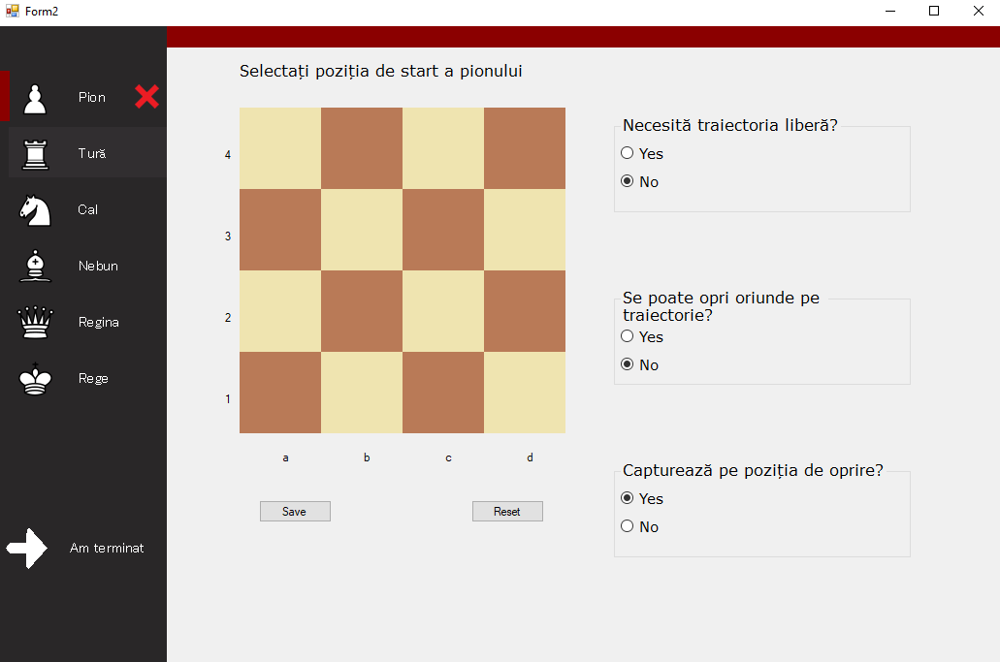 Form2
Pion
Tură
Cal
Nebun
Regina
Rege
Am terminat
Selectați poziția de start a pionului
4
3
2
1
a b c d
Save Reset
Necesită traiectoria liberă?
Yes
No
Se poate opri oriunde pe
traiectorie?
Yes
No
Capturează pe poziția de oprire?
Yes
No